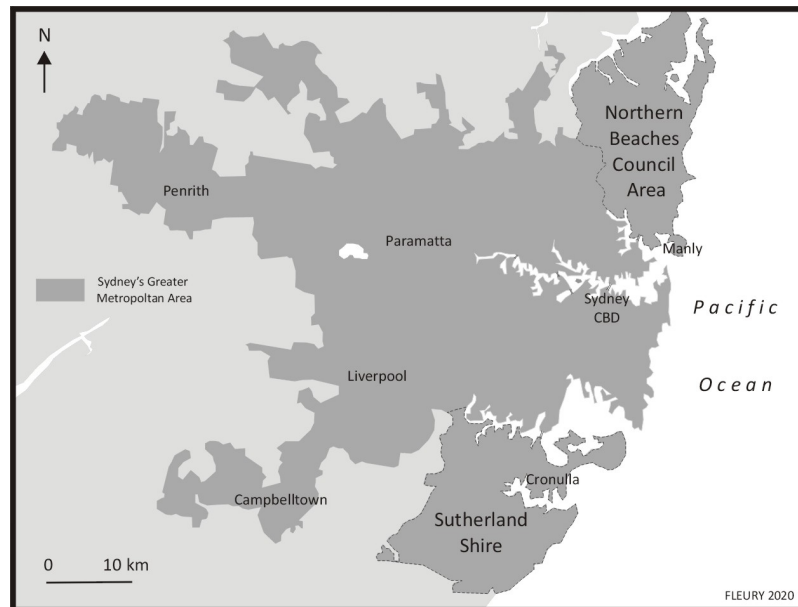 N
Northern
Beaches
Council
Area
Penrith
Paramatta
Manly
Sydney's Greater
Metropoltan Area
Sydney
CBD
Pacific
Ocean
Liverpool
Cronulla
Campbelltown
Sutherland
Shire
0 10 km
FLEURY 2020